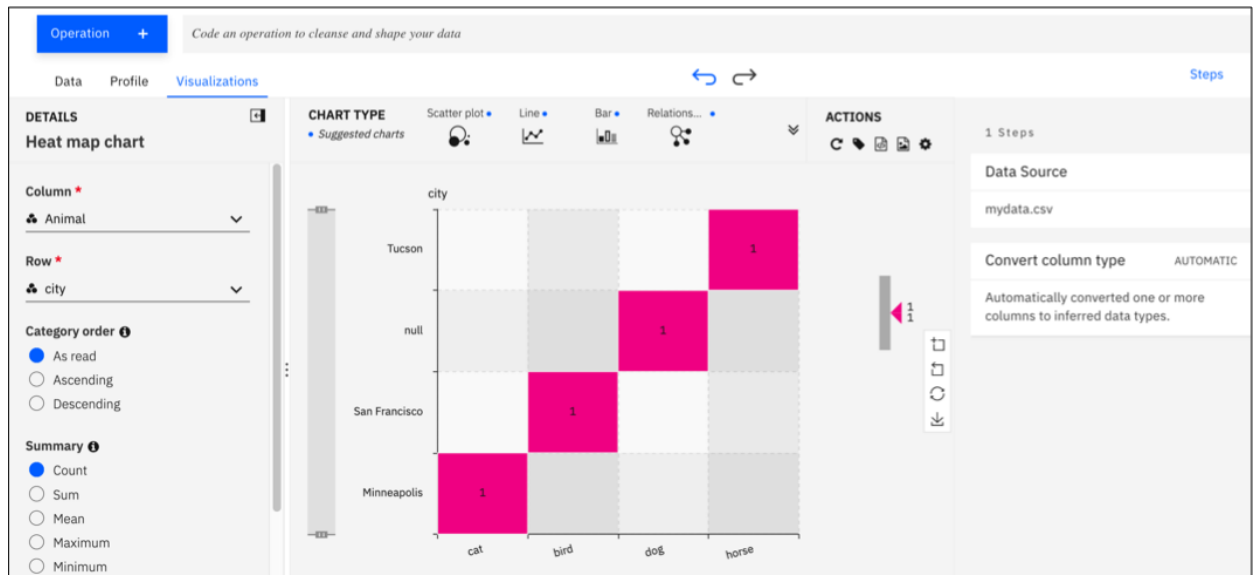 Operation +
Code an operation to cleanse and shape your data
Data Profile Visualizations
Steps
DETAILS
Heat map chart
Column *
Animal
Row *
city
Category order
As read
Ascending
Descending
Summary
Count
Sum
Mean
Maximum
Minimum
CHART TYPE
• Suggested charts
Scatter plot • Line • Bar • Relations... •
ACTIONS
city
Tucson
1
null
1
San Francisco
1
Minneapolis
1
cat bird dog horse
1
1
1 Steps
Data Source
mydata.csv
Convert column type AUTOMATIC
Automatically converted one or more
columns to inferred data types.